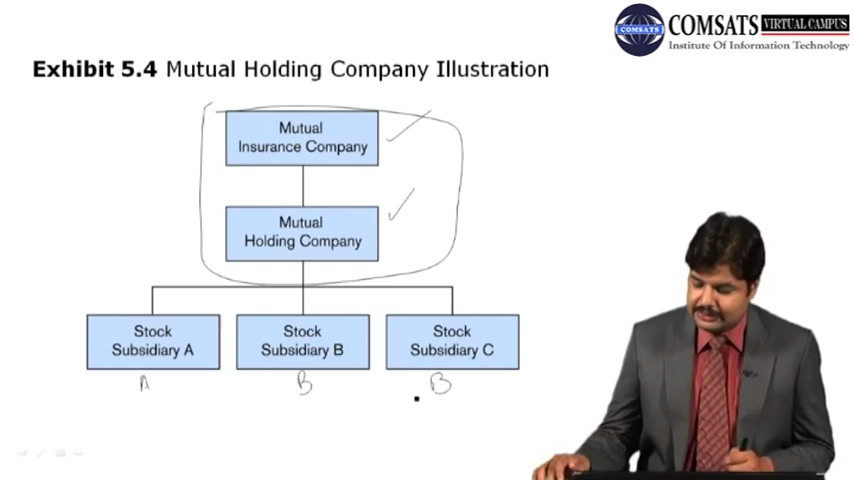 COMSATS VIRTUAL CAMPUS
COMSATS
Institute Of Information Technology
Exhibit 5.4 Mutual Holding Company Illustration
Mutual
Insurance Company
Mutual
Holding Company
Stock
Subsidiary A
Stock
Subsidiary B
Stock
Subsidiary C
A
B
B